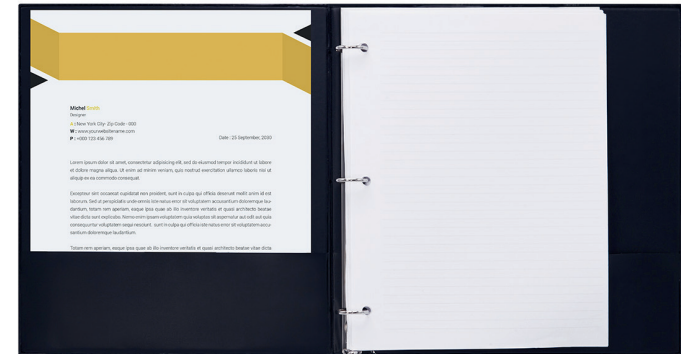 Michel Smith
Designer
a : New York City- Zip Code - 000
W : www.yourwebsitename.com
P : +000 123 456 789
Date : 25 September, 2030
Lorem ipsum dolor sit amet, consectetur adipiscing elit, sed do eiusmod tempor incididunt ut labore
et dolore magna aliqua. Ut enim ad minim veniam, quis nostrud exercitation ullamco laboris nisi ut
aliquip ex ea commodo consequat.
Excepteur sint occaecat cupidatat non proident, sunt in culpa qui officia deserunt mollit anim id est
laborum. Sed ut perspiciatis unde omnis iste natus error sit voluptatem accusantium doloremque lau-
dantium, totam rem aperiam, eaque ipsa quae ab illo inventore veritatis et quasi architecto beatae
vitae dicta sunt explicabo. Nemo enim ipsam voluptatem quia voluptas sit aspernatur aut odit aut quia
consequuntur voluptatem sequi nesciunt. sunt in culpa qui officia iste natus error sit voluptatem accu-
santium doloremque laudantium.
Totam rem aperiam, eaque ipsa quae ab illo inventore veritatis et quasi architecto beatae vitae dicta